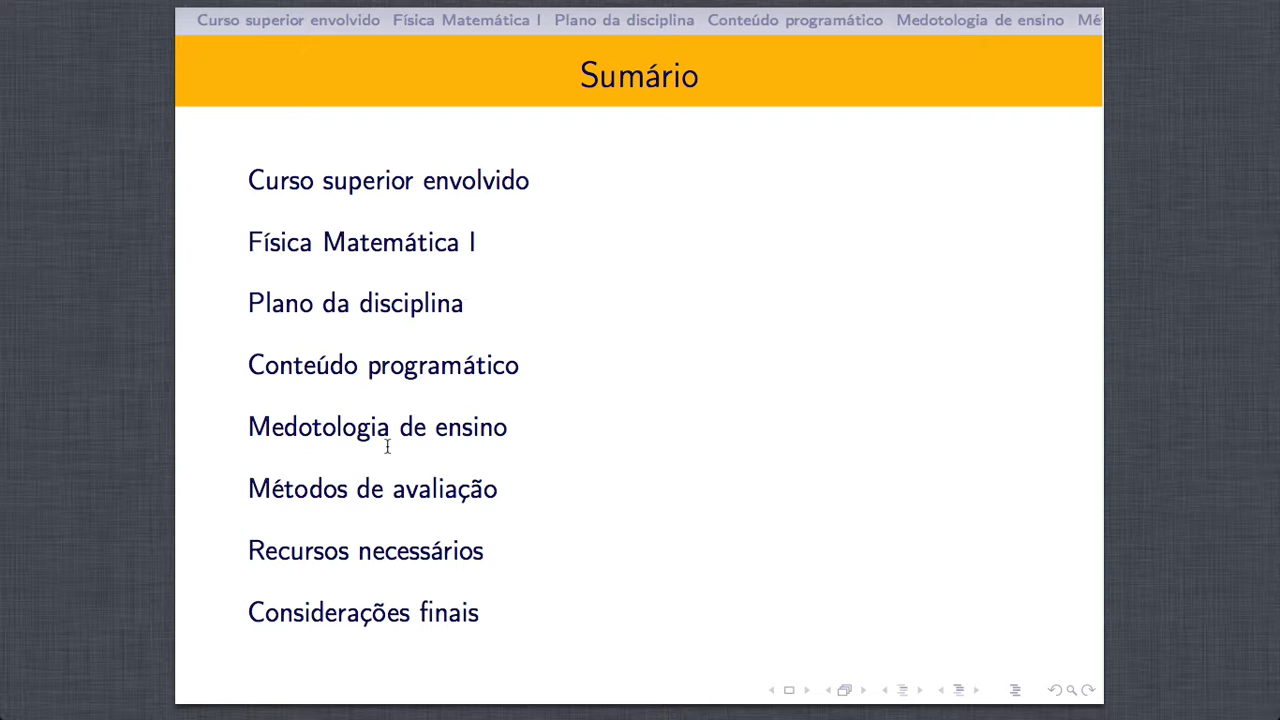 Curso superior envolvido Física Matemática I Plano da disciplina Conteúdo programático Medotologia de ensino Mé
Sumário
Curso superior envolvido
Física Matemática I
Plano da disciplina
Conteúdo programático
Medotologia de ensino
Métodos de avaliação
Recursos necessários
Considerações finais